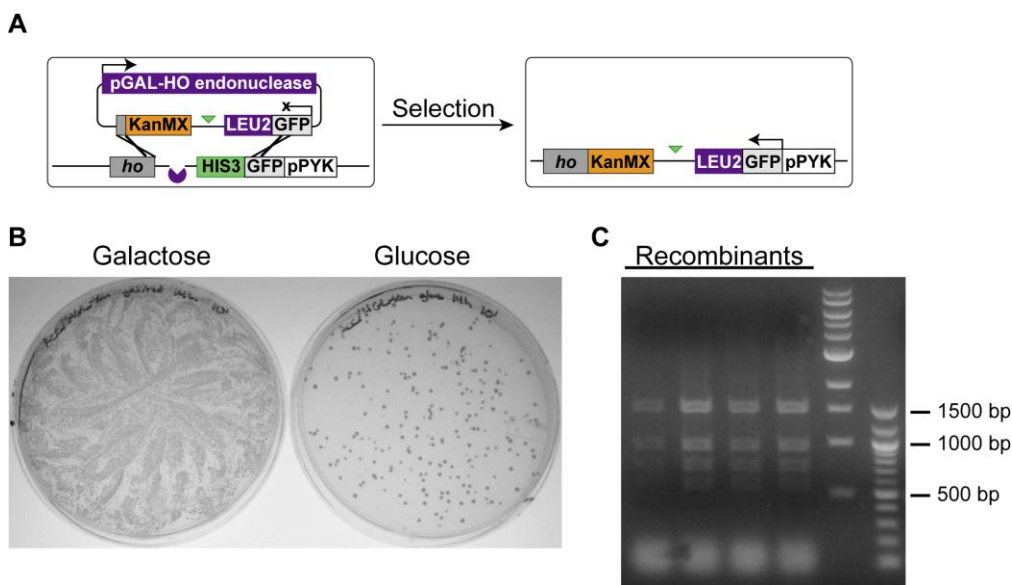 A
pGAL-HO endonuclease
x
KanMX LEU2 GFP
ho HIS3 GFP pPYK
Selection
ho KanMX LEU2 GFP pPYK
B
Galactose Glucose
C
Recombinants
1500 bp
1000 bp
500 bp